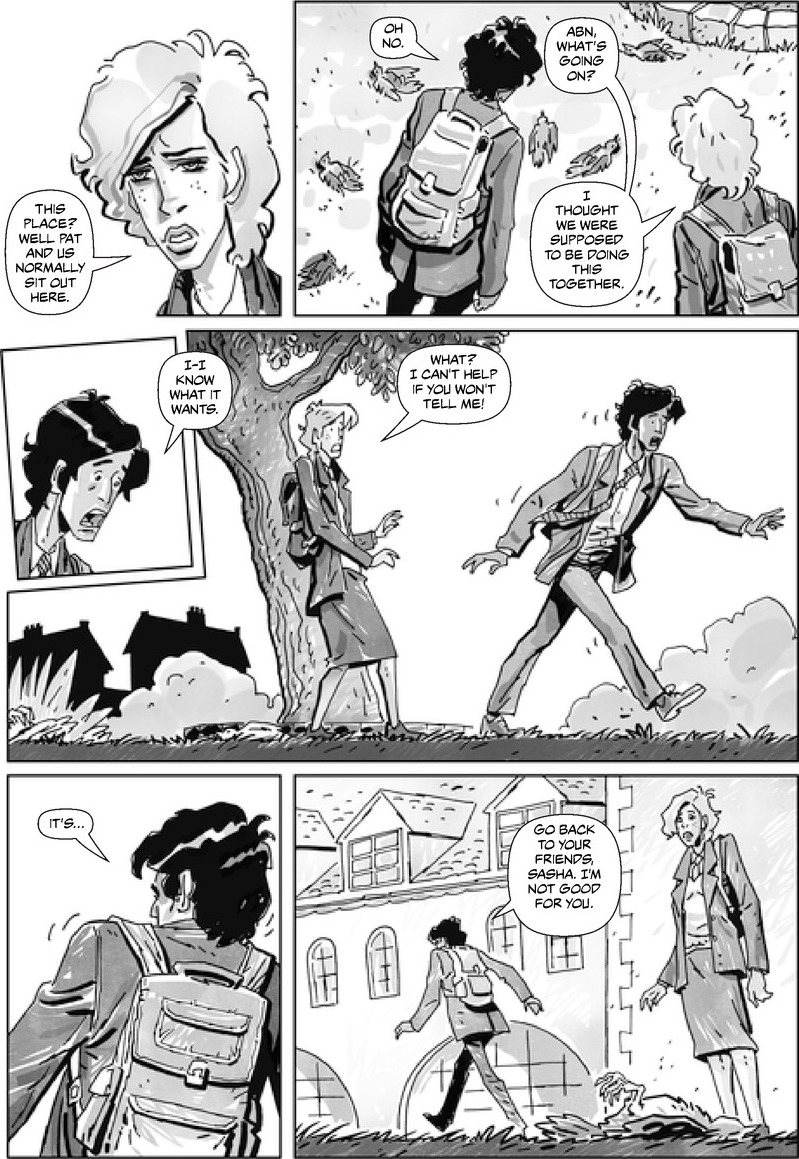 THIS
PLACE?
WELL PAT
AND US
NORMALLY
SIT OUT
HERE.
OH
NO.
ABN,
WHAT'S
GOING
ON?
I
THOUGHT
WE WERE
SUPPOSED
TO BE DOING
THIS
TOGETHER.
I-I
KNOW
WHAT IT
WANTS.
WHAT?
I CAN'T HELP
IF YOU WON'T
TELL ME!
IT'S...
GO BACK
TO YOUR
FRIENDS,
SASHA. I'M
NOT GOOD
FOR YOU.